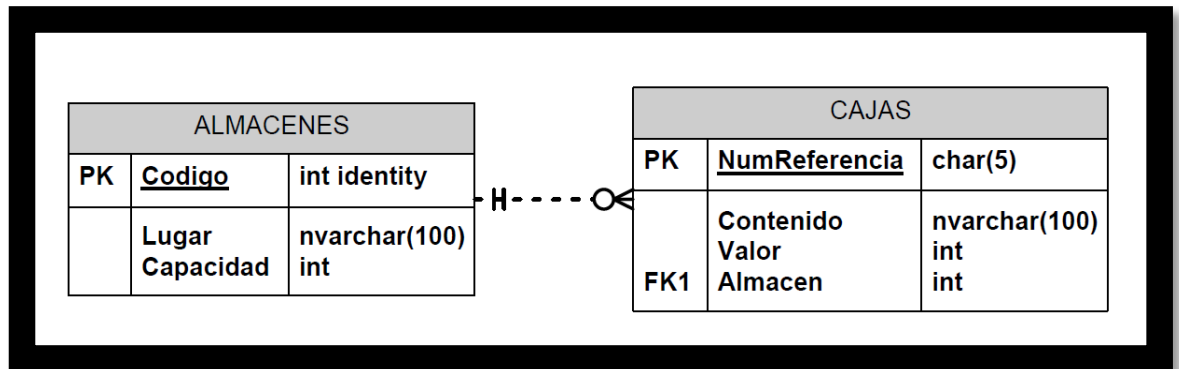 ALMACENES
PK Codigo int identity
Lugar nvarchar(100)
Capacidad int
CAJAS
PK NumReferencia char(5)
Contenido nvarchar(100)
Valor int
FK1 Almacen int